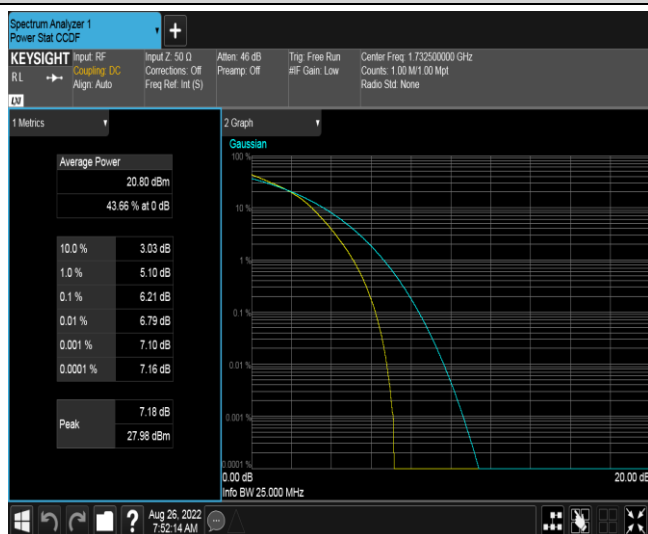 Spectrum Analyzer 1
Power Stat CCDF
+
KEYSIGHT
RL
LXI
Input: RF
Coupling: DC
Align: Auto
Input Z: 50 Ω
Corrections: Off
Freq Ref: Int (S)
Atten: 46 dB
Preamp: Off
Trig: Free Run
#IF Gain: Low
Center Freq: 1.732500000 GHz
Counts: 1.00 M/1.00 Mpt
Radio Std: None
1 Metrics
Average Power
20.80 dBm
43.66 % at 0 dB
10.0 % 3.03 dB
1.0 % 5.10 dB
0.1 % 6.21 dB
0.01 % 6.79 dB
0.001 % 7.10 dB
0.0001 % 7.16 dB
Peak
7.18 dB
27.98 dBm
2 Graph
Gaussian
100 %
10 %
1 %
0.1 %
0.01 %
0.001 %
0.0001 %
0.00 dB
20.00 dB
Info BW 25.000 MHz
?
Aug 26, 2022
7:52:14 AM